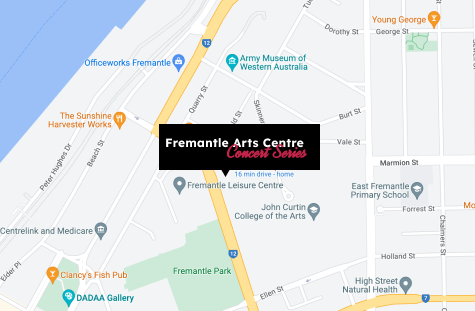 Young George
Dorothy St
George St
12
Officeworks Fremantle
Army Museum of
Western Australia
Quarry St
Skinner
The Sunshine
Harvester Works
Burt St
Beach St
Peter Hughes Dr
Fremantle Arts Centre
Concert Series
Vale St
Marmion St
16 min drive - home
Fremantle Leisure Centre
East Fremantle
Primary School
John Curtin
College of the Arts
Forrest St
Chalmers St
Centrelink and Medicare
12
Holland St
Elder Pl
Clancy's Fish Pub
Fremantle Park
High Street
Natural Health
DADAA Gallery
Ellen St
7